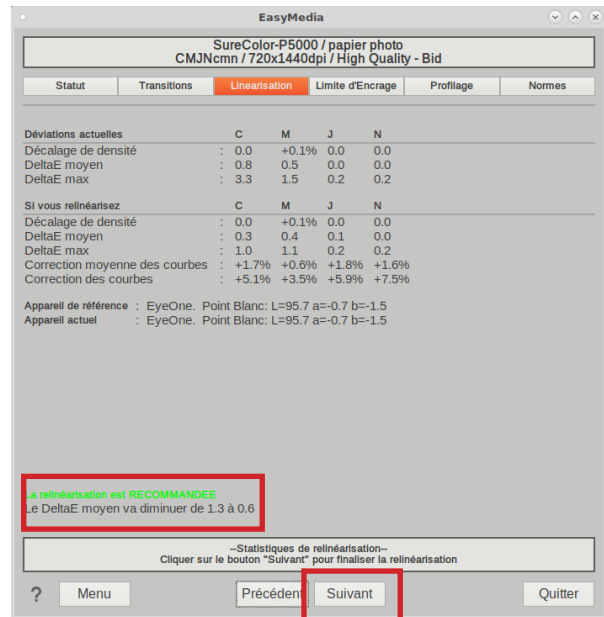 EasyMedia
SureColor-P5000 / papier photo
CMJNcmn / 720x1440dpi / High Quality - Bid
Statut Transitions Linearisation Limite d'Encrage Profilage Normes
Déviations actuelles C M J N
Décalage de densité : 0.0 +0.1% 0.0 0.0
DeltaE moyen : 0.8 0.5 0.0 0.0
DeltaE max : 3.3 1.5 0.2 0.2
Si vous relinéarisez C M J N
Décalage de densité : 0.0 +0.1% 0.0 0.0
DeltaE moyen : 0.3 0.4 0.1 0.0
DeltaE max : 1.0 1.1 0.2 0.2
Correction moyenne des courbes : +1.7% +0.6% +1.8% +1.6%
Correction des courbes : +5.1% +3.5% +5.9% +7.5%
Appareil de référence : EyeOne. Point Blanc: L=95.7 a=-0.7 b=-1.5
Appareil actuel : EyeOne. Point Blanc: L=95.7 a=-0.7 b=-1.5
La relinéarisation est RECOMMANDEE
Le DeltaE moyen va diminuer de 1.3 à 0.6
--Statistiques de relinéarisation--
Cliquer sur le bouton "Suivant" pour finaliser la relinéarisation
? Menu Précédent Suivant Quitter